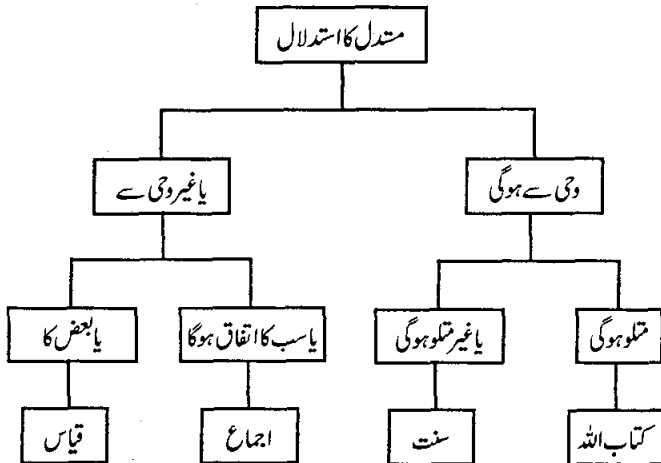 مستدل کا استدلال
وحی سے ہوگی
یا غیر وحی سے
متلو ہوگی
یا غیر متلو ہوگی
یا سب کا اتفاق ہوگا
یا بعض کا
کتاب اللہ
سنت
اجماع
قیاس